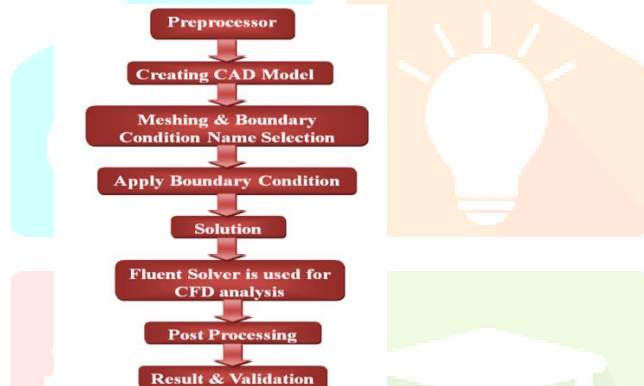 Preprocessor
Creating CAD Model
Meshing & Boundary
Condition Name Selection
Apply Boundary Condition
Solution
Fluent Solver is used for
CFD analysis
Post Processing
Result & Validation